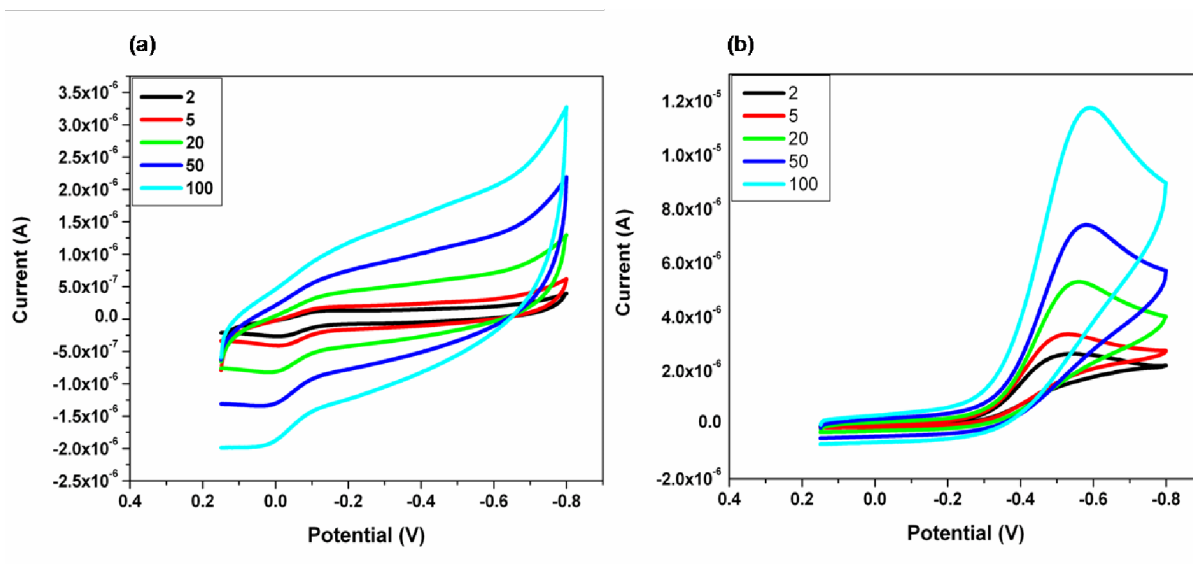 (a)
2
5
20
50
100
3.5x10⁻⁶
3.0x10⁻⁶
2.5x10⁻⁶
2.0x10⁻⁶
1.5x10⁻⁶
1.0x10⁻⁶
5.0x10⁻⁷
0.0
-5.0x10⁻⁷
-1.0x10⁻⁶
-1.5x10⁻⁶
-2.0x10⁻⁶
-2.5x10⁻⁶
Current (A)
0.4 0.2 0.0 -0.2 -0.4 -0.6 -0.8
Potential (V)
(b)
2
5
20
50
100
1.2x10⁻⁵
1.0x10⁻⁵
8.0x10⁻⁶
6.0x10⁻⁶
4.0x10⁻⁶
2.0x10⁻⁶
0.0
-2.0x10⁻⁶
Current (A)
0.4 0.2 0.0 -0.2 -0.4 -0.6 -0.8
Potential (V)